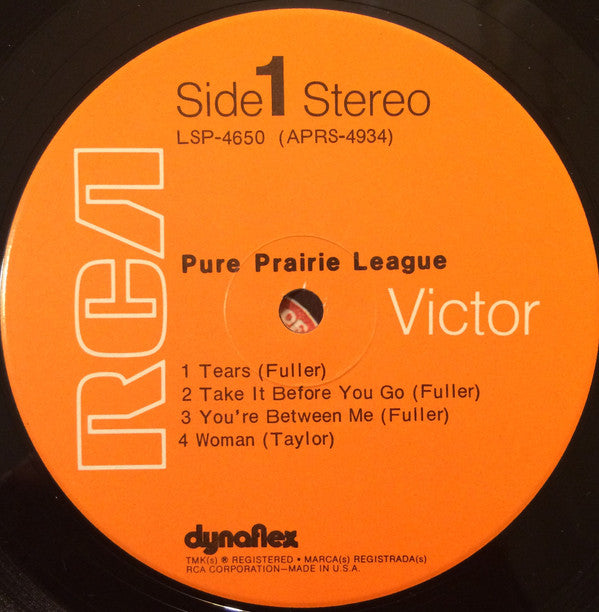 Side 1 Stereo
LSP-4650 (APRS-4934)
RCA
Pure Prairie League
Victor
1 Tears (Fuller)
2 Take It Before You Go (Fuller)
3 You're Between Me (Fuller)
4 Woman (Taylor)
dynaflex
TMK(s) ® REGISTERED • MARCA(s) REGISTRADA(s)
RCA CORPORATION—MADE IN U.S.A.